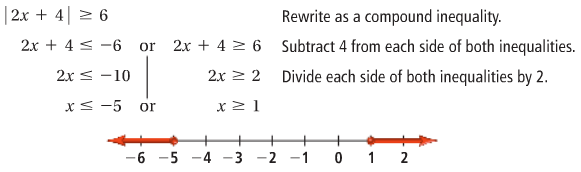 |2x + 4| ≥ 6 Rewrite as a compound inequality.
2x + 4 ≤ −6 or 2x + 4 ≥ 6 Subtract 4 from each side of both inequalities.
2x ≤ −10 2x ≥ 2 Divide each side of both inequalities by 2.
x ≤ −5 or x ≥ 1
−6 −5 −4 −3 −2 −1 0 1 2